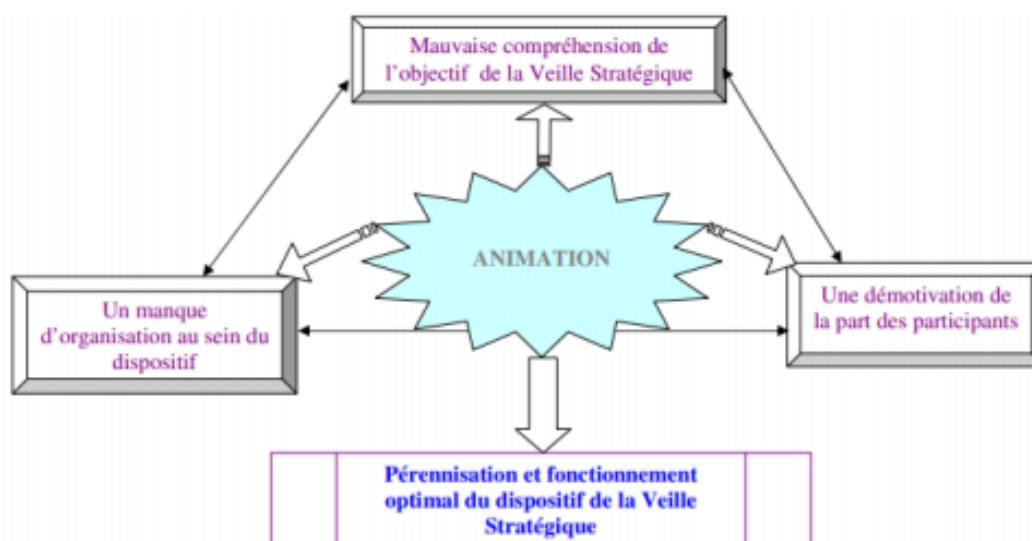 Mauvaise compréhension de
l'objectif de la Veille Stratégique
ANIMATION
Un manque
d'organisation au sein du
dispositif
Une démotivation de
la part des participants
Pérennisation et fonctionnement
optimal du dispositif de la Veille
Stratégique